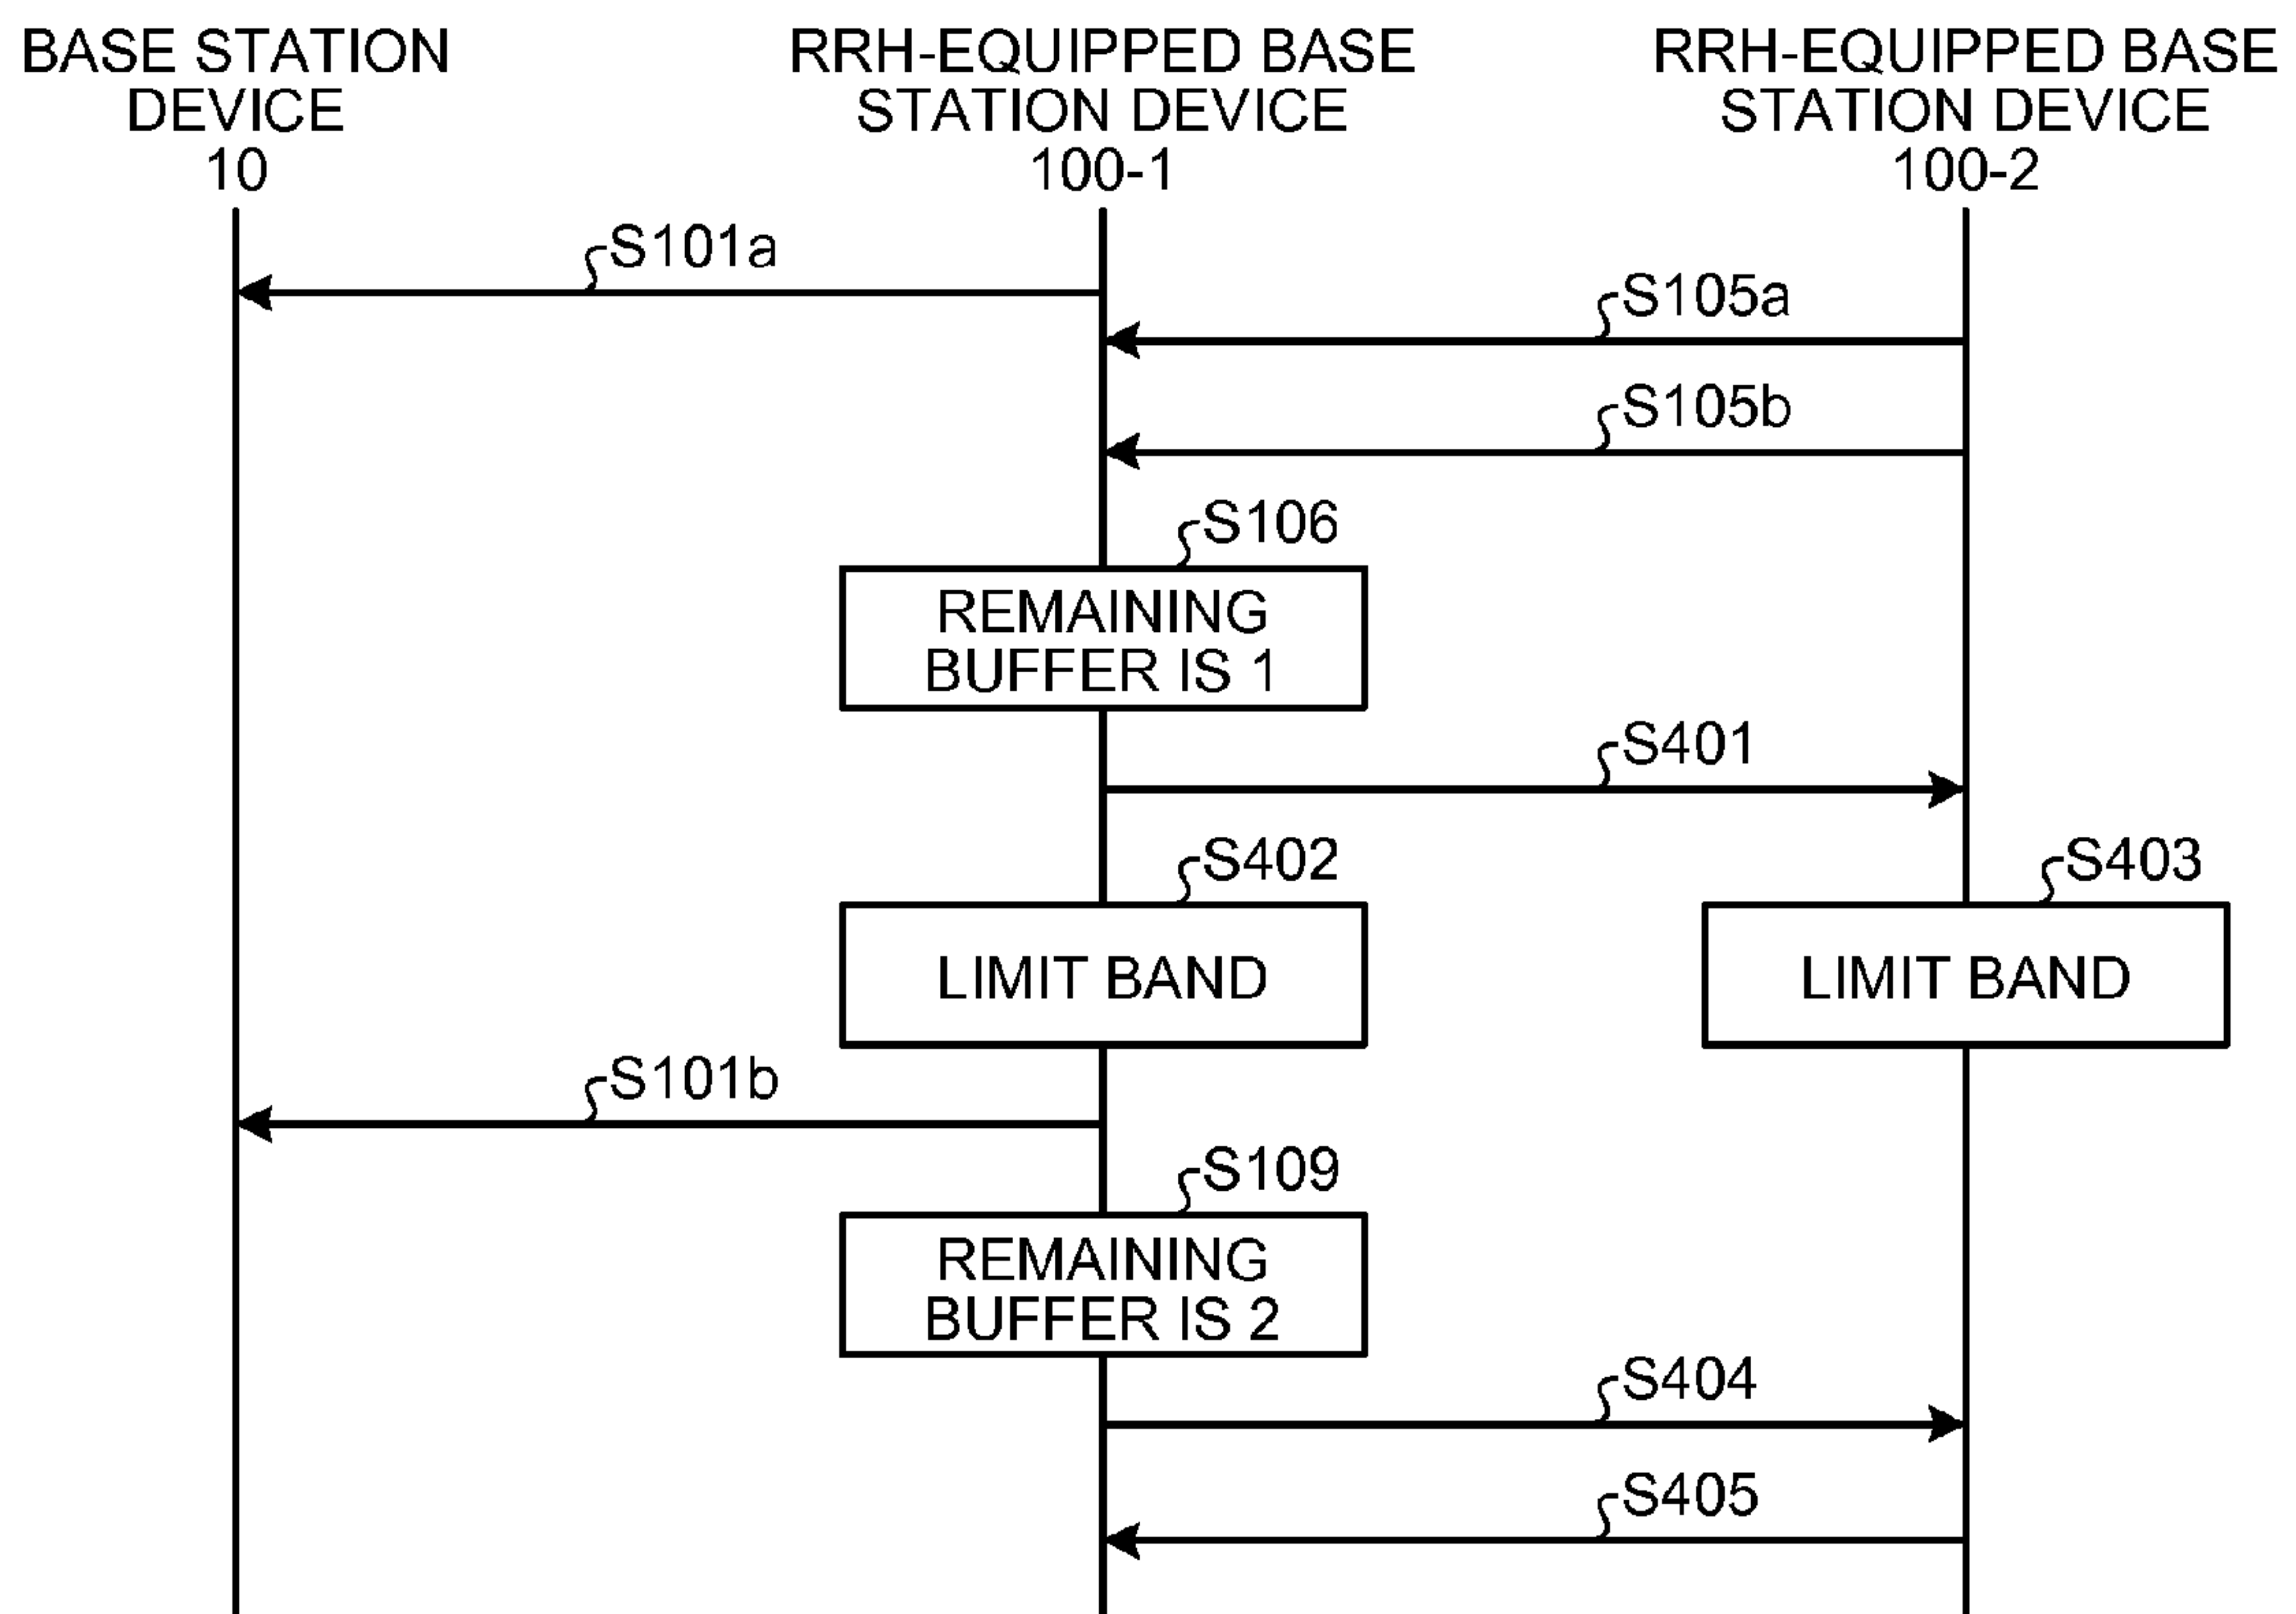 BASE STATION
DEVICE
10
RRH-EQUIPPED BASE
STATION DEVICE
100-1
RRH-EQUIPPED BASE
STATION DEVICE
100-2
S101a
S105a
S105b
S106
REMAINING
BUFFER IS 1
S401
S402
LIMIT BAND
S403
LIMIT BAND
S101b
S109
REMAINING
BUFFER IS 2
S404
S405